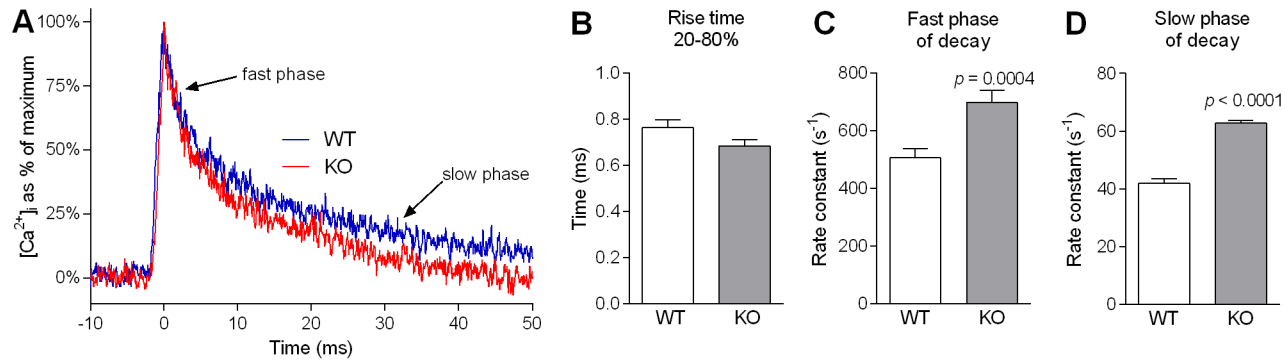 A
[Ca²⁺]ᵢ as % of maximum
100%
75%
50%
25%
0%
-10
0
10
20
30
40
50
Time (ms)
fast phase
WT
KO
slow phase
B
Rise time
20-80%
Time (ms)
1.0
0.8
0.6
0.4
0.2
0.0
WT
KO
C
Fast phase
of decay
Rate constant (s⁻¹)
800
600
400
200
0
p = 0.0004
WT
KO
D
Slow phase
of decay
Rate constant (s⁻¹)
80
60
40
20
0
p < 0.0001
WT
KO